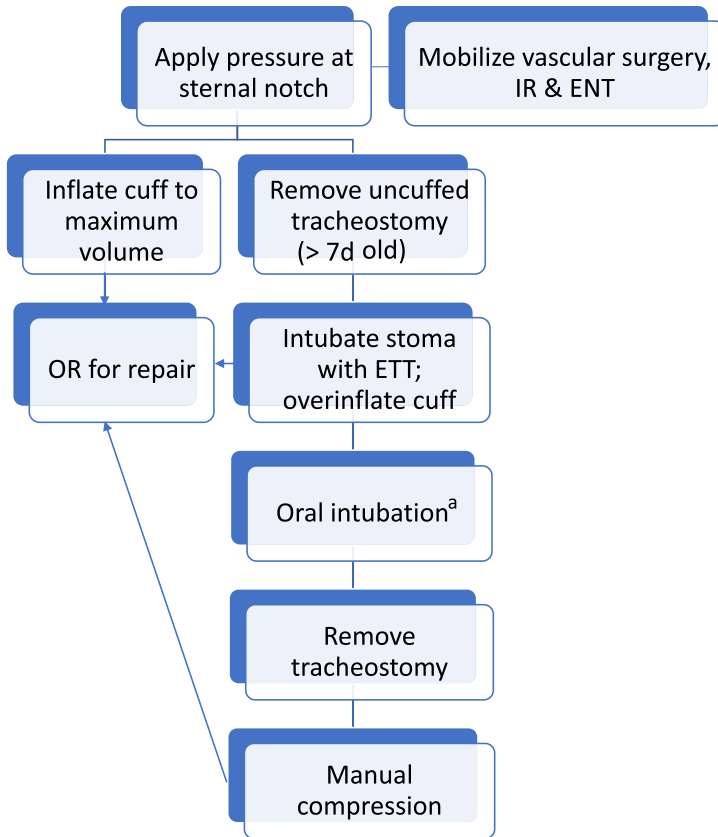 Apply pressure at
sternal notch
Mobilize vascular surgery,
IR & ENT
Inflate cuff to
maximum
volume
Remove uncuffed
tracheostomy
(> 7d old)
OR for repair
Intubate stoma
with ETT;
overinflate cuff
Oral intubationᵃ
Remove
tracheostomy
Manual
compression